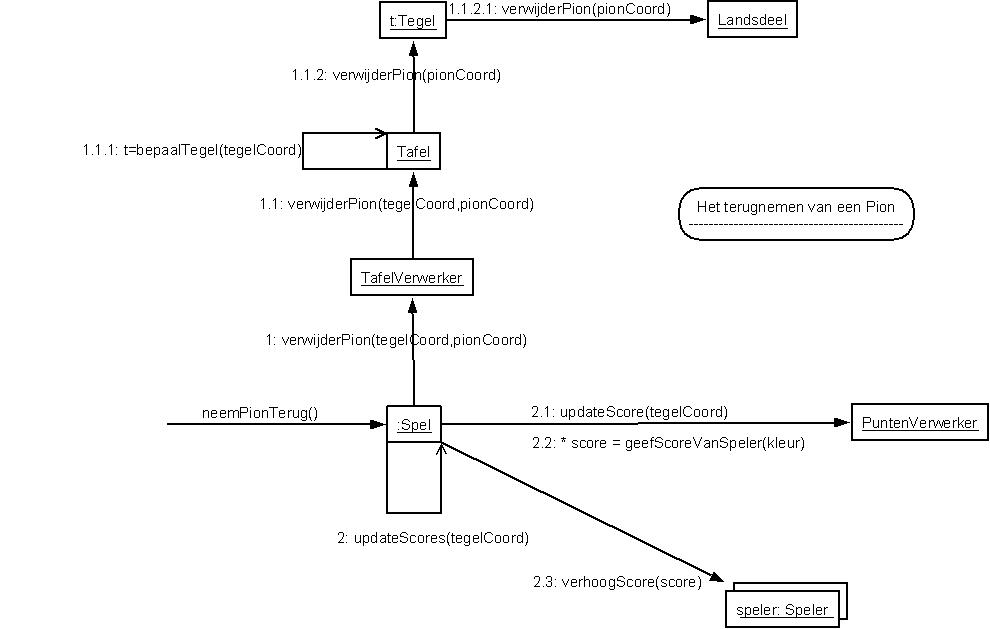 1.1.2.1: verwijderPion(pionCoord)
t:Tegel
Landsdeel
1.1.2: verwijderPion(pionCoord)
1.1.1: t=bepaalTegel(tegelCoord)
Tafel
1.1: verwijderPion(tegelCoord,pionCoord)
Het terugnemen van een Pion
TafelVerwerker
1: verwijderPion(tegelCoord,pionCoord)
neemPionTerug()
:Spel
2.1: updateScore(tegelCoord)
PuntenVerwerker
2.2: * score = geefScoreVanSpeler(kleur)
2: updateScores(tegelCoord)
2.3: verhoogScore(score)
speler: Speler